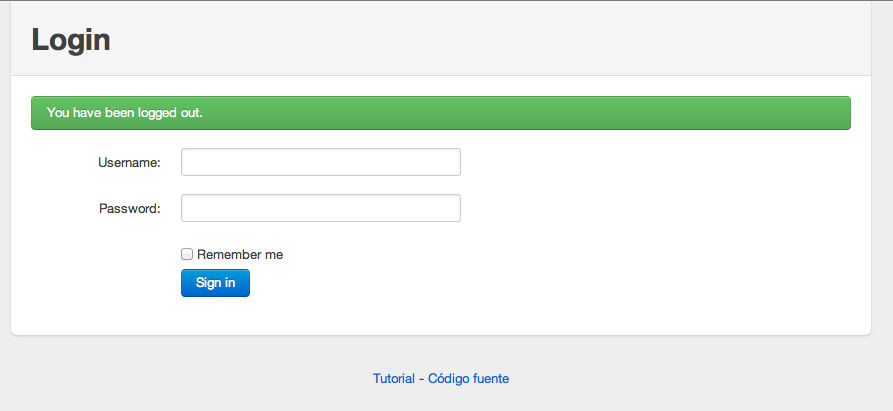 Login
You have been logged out.
Username:
Password:
Remember me
Sign in
Tutorial - Código fuente